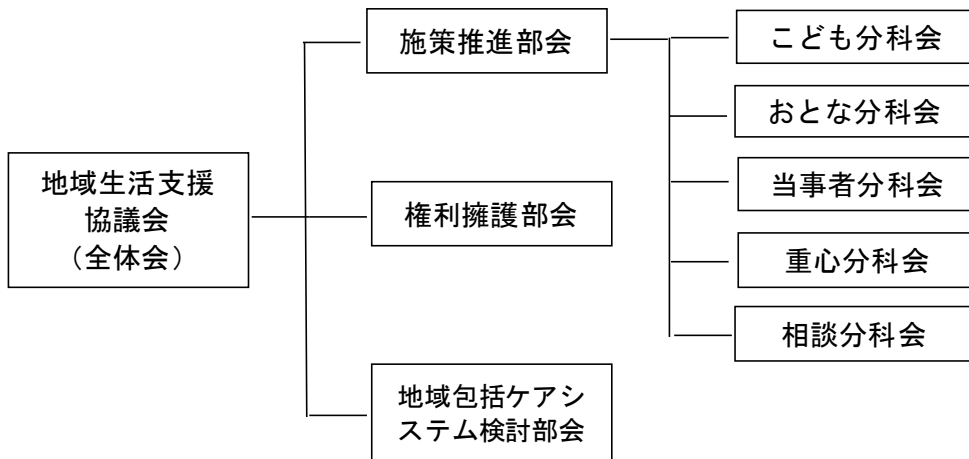 地域生活支援
協議会
（全体会）
施策推進部会
権利擁護部会
地域包括ケアシ
ステム検討部会
こども分科会
おとな分科会
当事者分科会
重心分科会
相談分科会